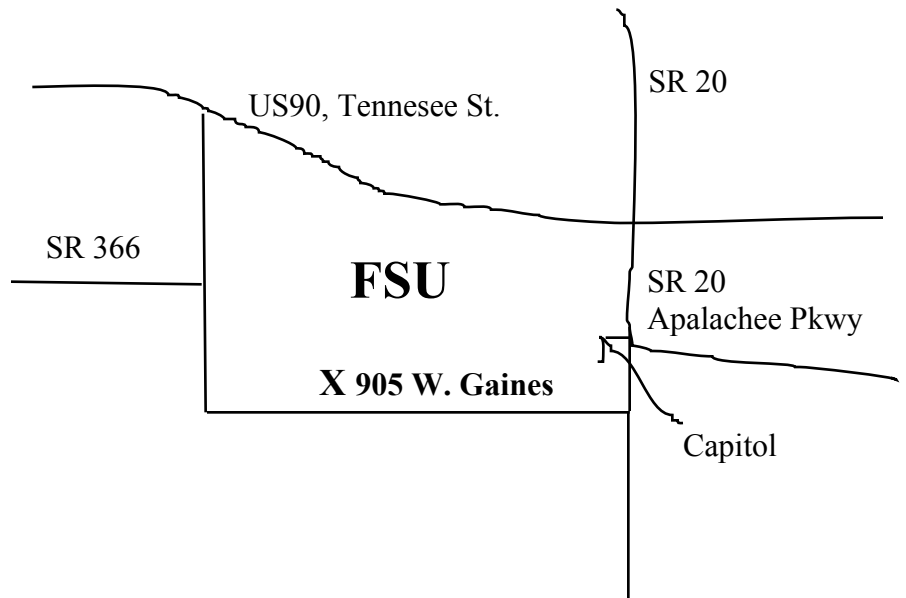 SR 20
US90, Tennesee St.
SR 366
FSU
SR 20
Apalachee Pkwy
X 905 W. Gaines
Capitol